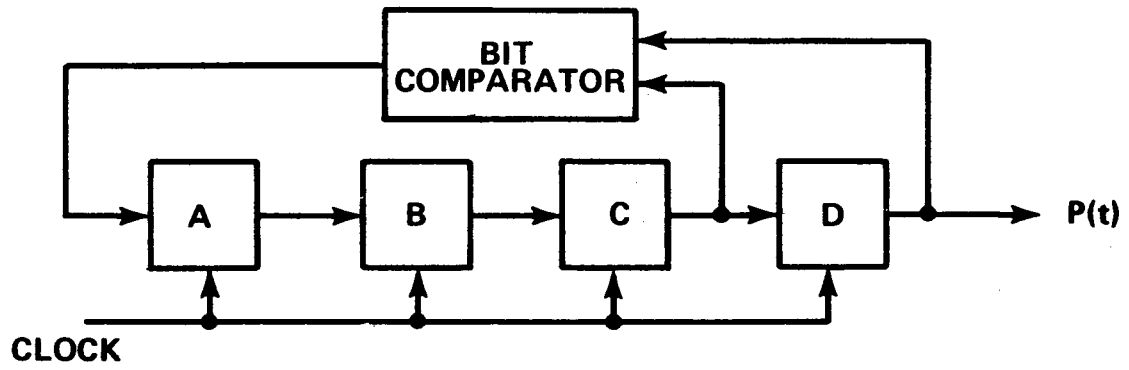 BIT
COMPARATOR
A
B
C
D
P(t)
CLOCK